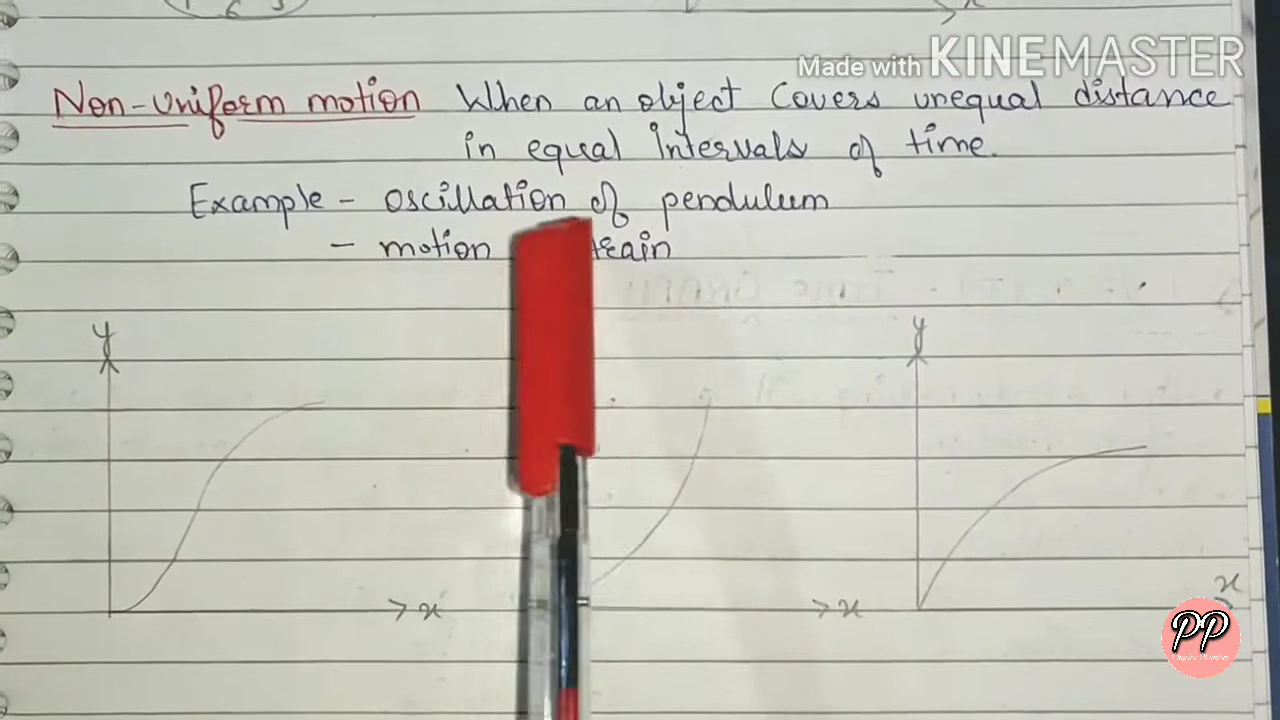 Made with KINEMASTER
Non-uniform motion When an object Covers unequal distance
in equal Intervals of time.
Example - oscillation of pendulum
- motion train
y
y
x
x
x
PP